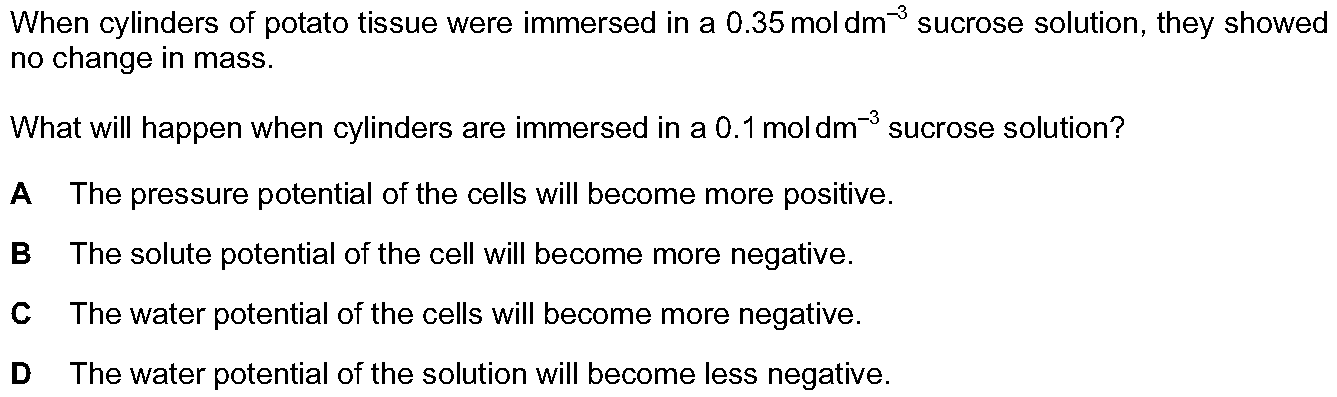 When cylinders of potato tissue were immersed in a 0.35 mol dm⁻³ sucrose solution, they showed
no change in mass.
What will happen when cylinders are immersed in a 0.1 mol dm⁻³ sucrose solution?
A The pressure potential of the cells will become more positive.
B The solute potential of the cell will become more negative.
C The water potential of the cells will become more negative.
D The water potential of the solution will become less negative.